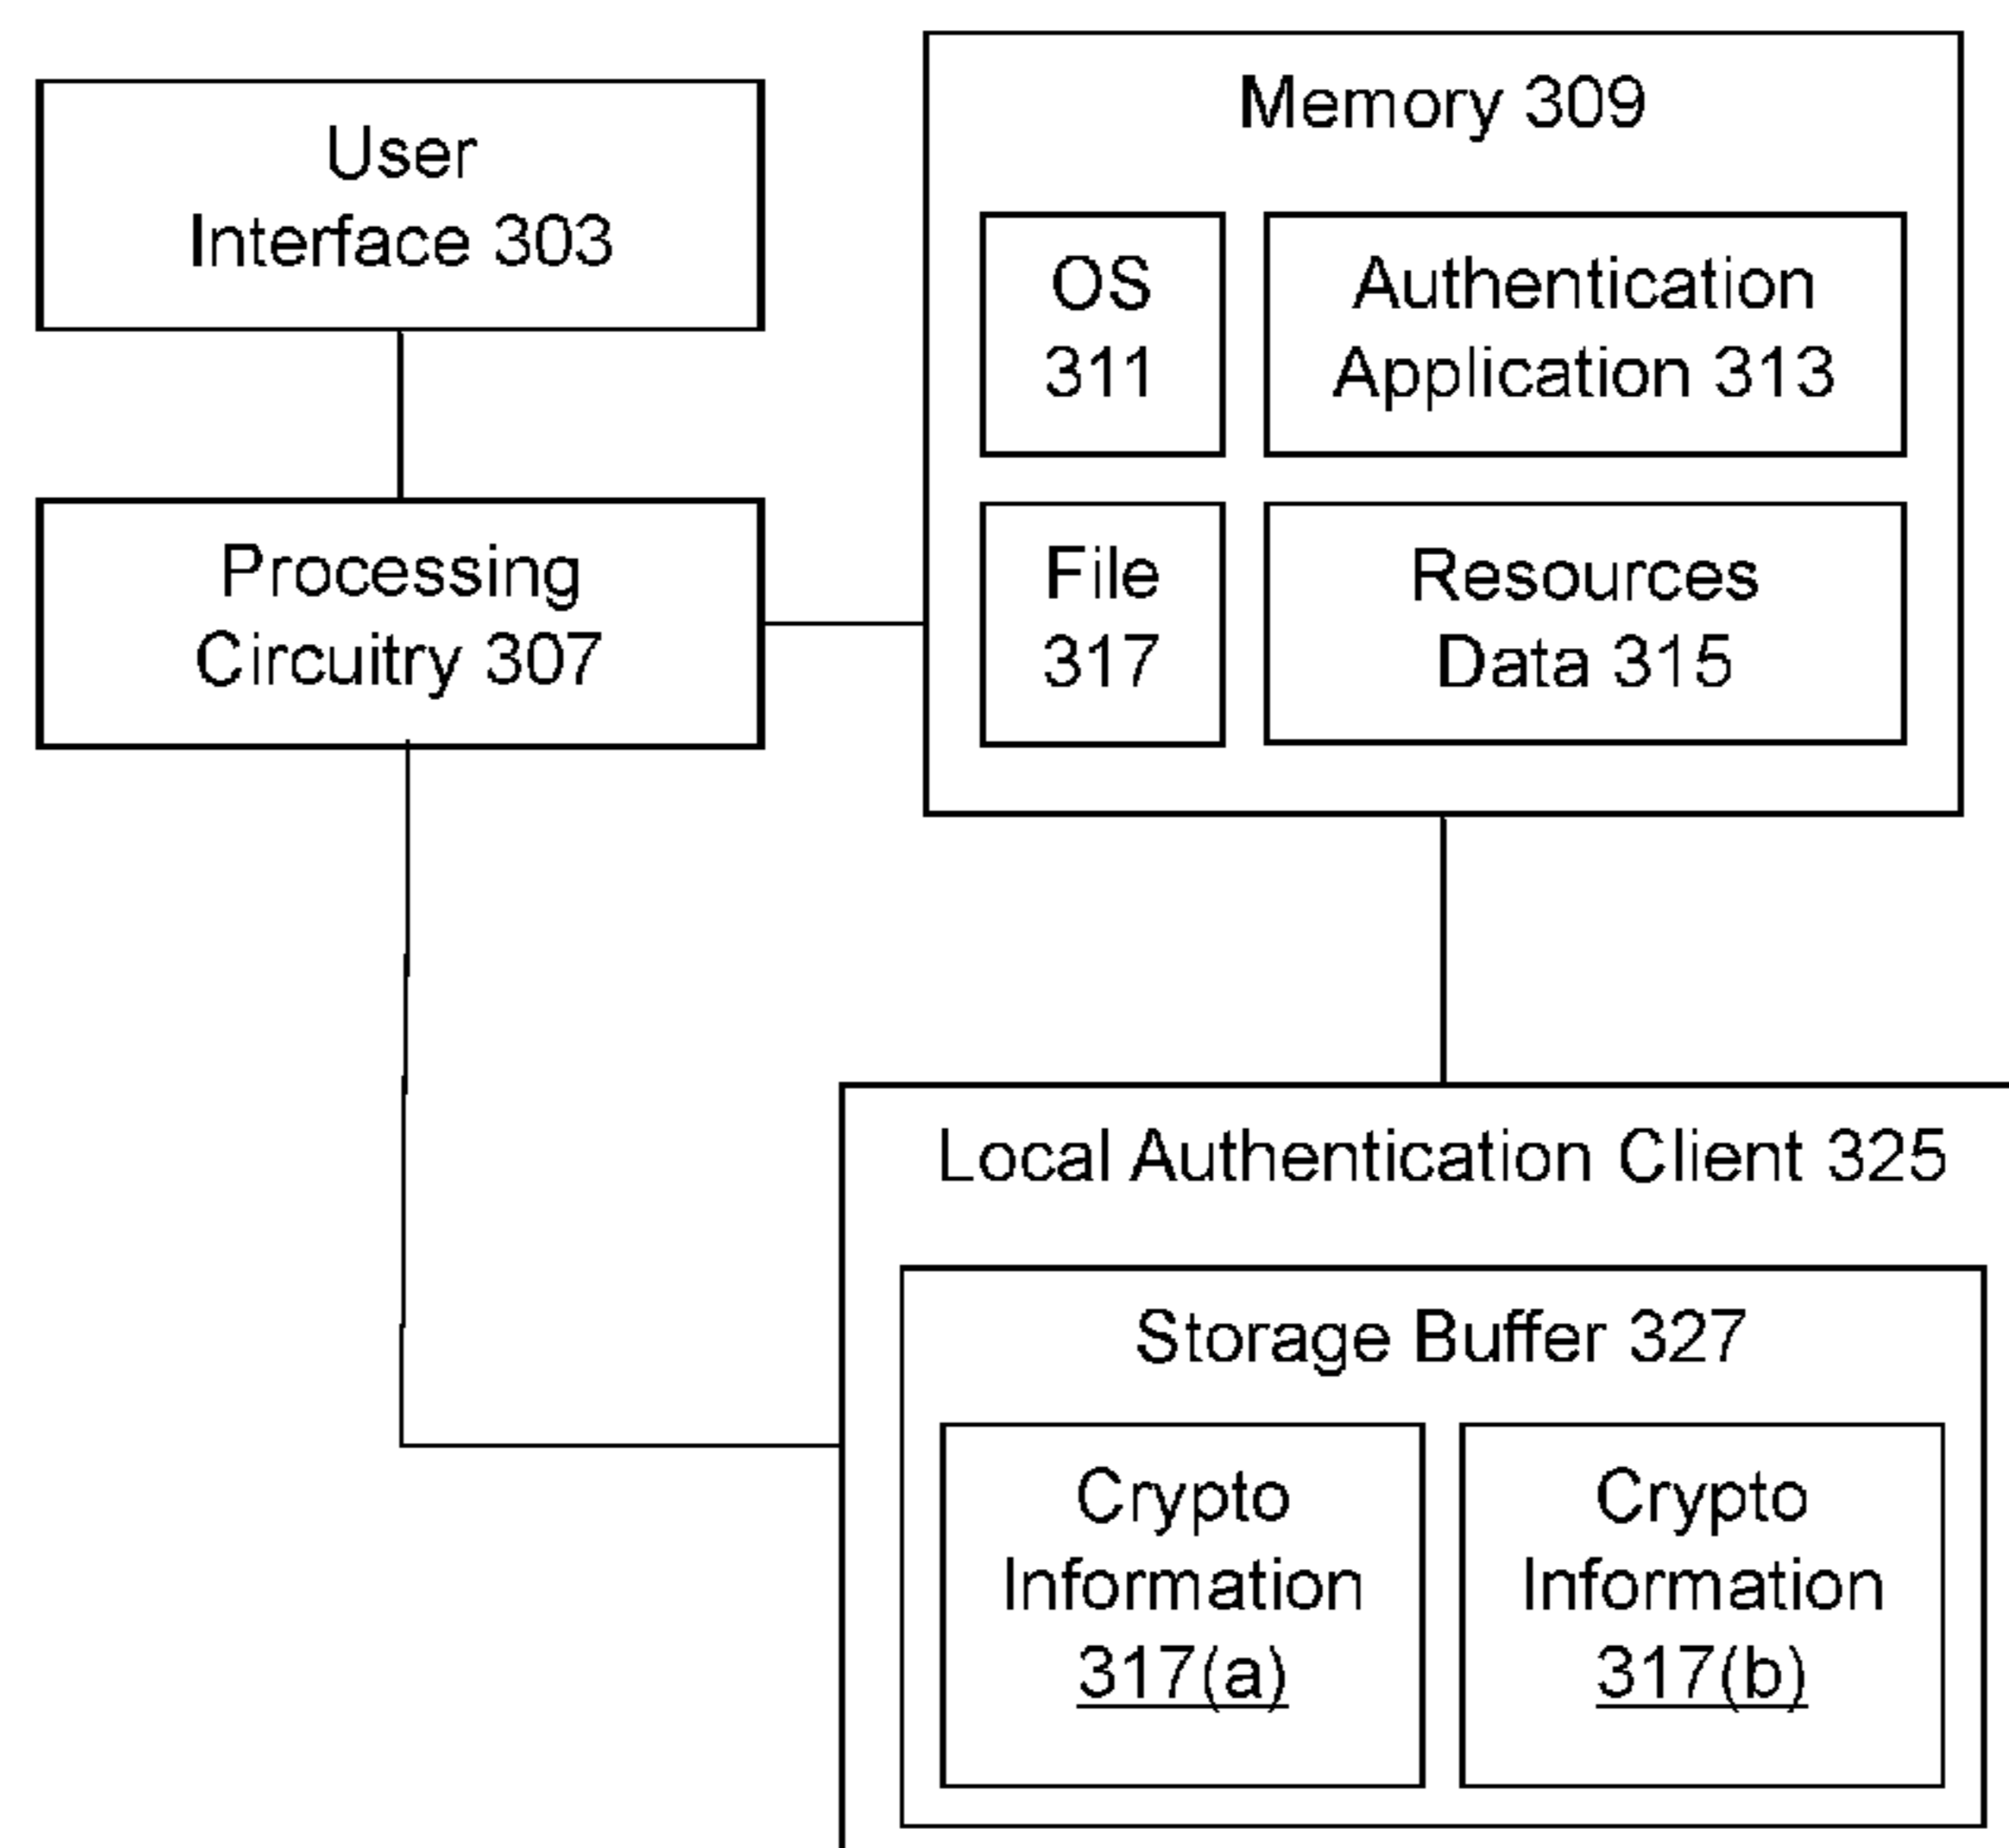 User
Interface 303
Processing
Circuitry 307
Memory 309
OS
311
Authentication
Application 313
File
317
Resources
Data 315
Local Authentication Client 325
Storage Buffer 327
Crypto
Information
317(a)
Crypto
Information
317(b)